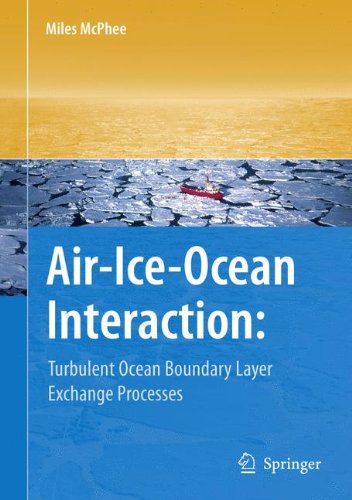 Miles McPhee
Air-Ice-Ocean
Interaction:
Turbulent Ocean Boundary Layer
Exchange Processes
Springer